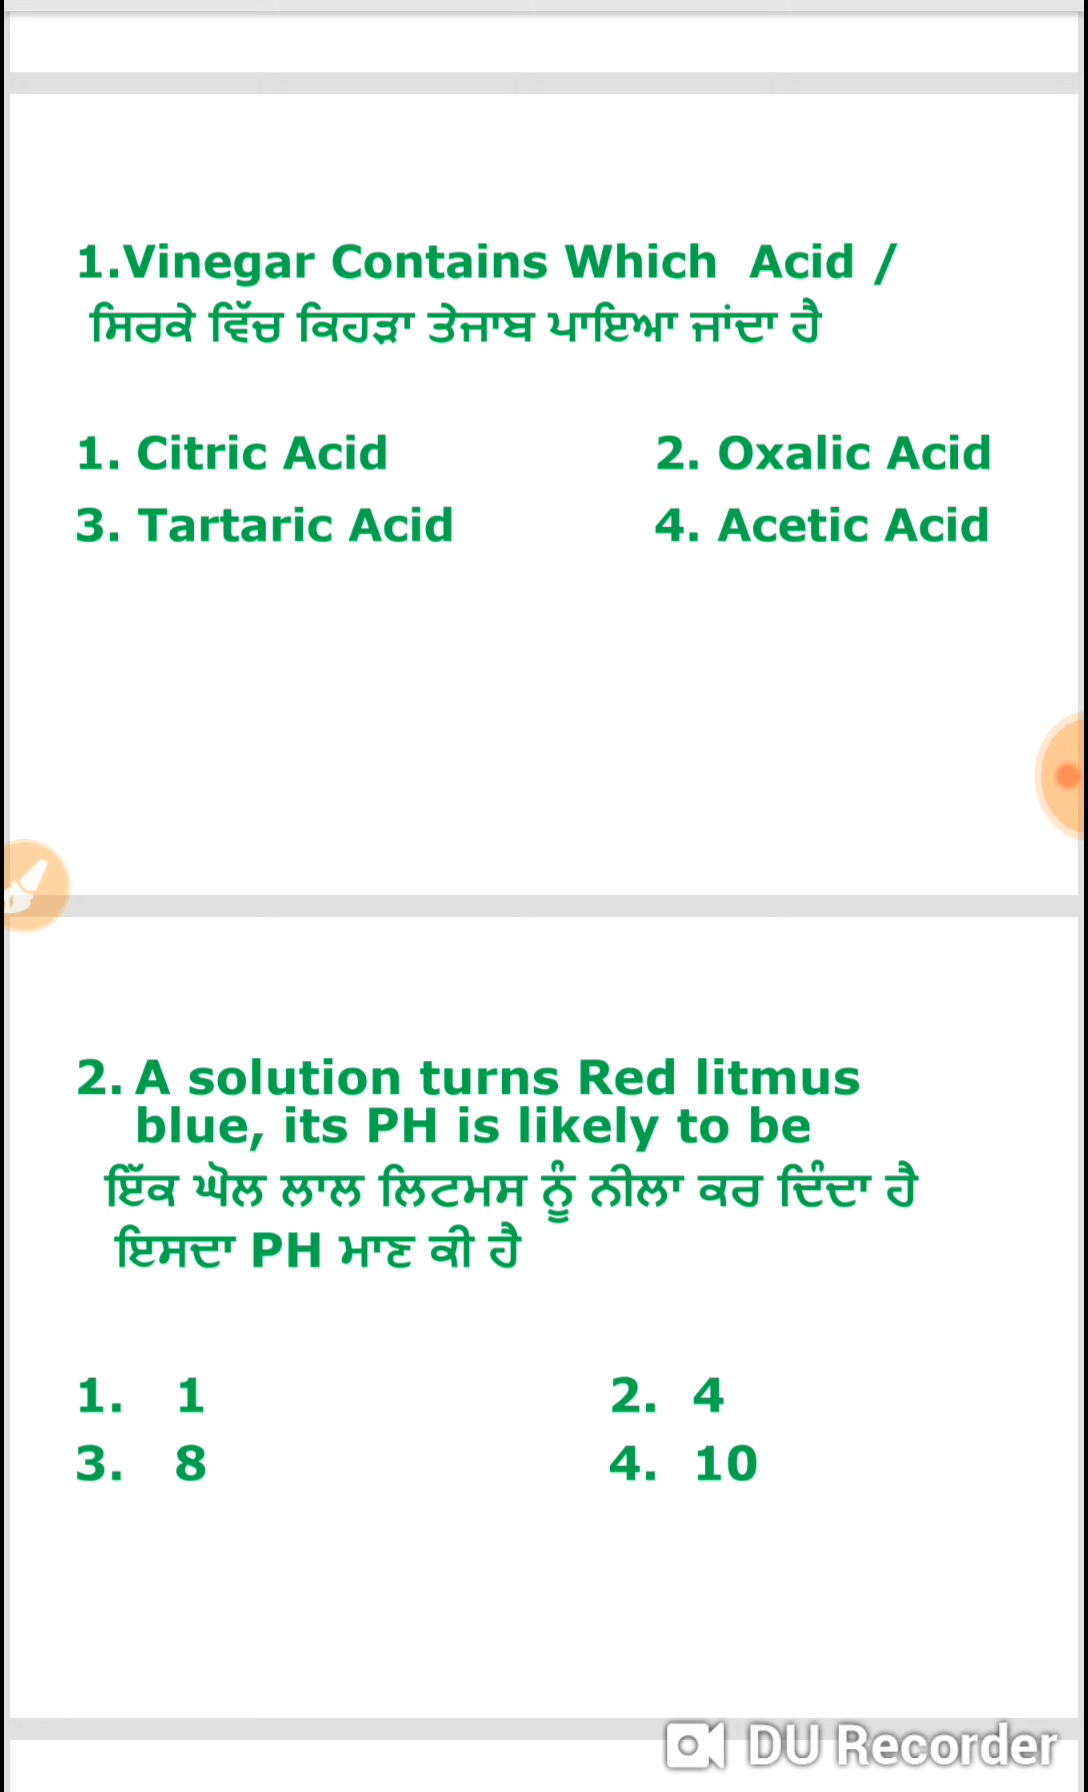 1.Vinegar Contains Which Acid /
ਸਿਰਕੇ ਵਿੱਚ ਕਿਹੜਾ ਤੇਜਾਬ ਪਾਇਆ ਜਾਂਦਾ ਹੈ
1. Citric Acid 2. Oxalic Acid
3. Tartaric Acid 4. Acetic Acid
2. A solution turns Red litmus
blue, its PH is likely to be
ਇੱਕ ਘੋਲ ਲਾਲ ਲਿਟਮਸ ਨੂੰ ਨੀਲਾ ਕਰ ਦਿੰਦਾ ਹੈ
ਇਸਦਾ PH ਮਾਣ ਕੀ ਹੈ
1. 1 2. 4
3. 8 4. 10
DU Recorder